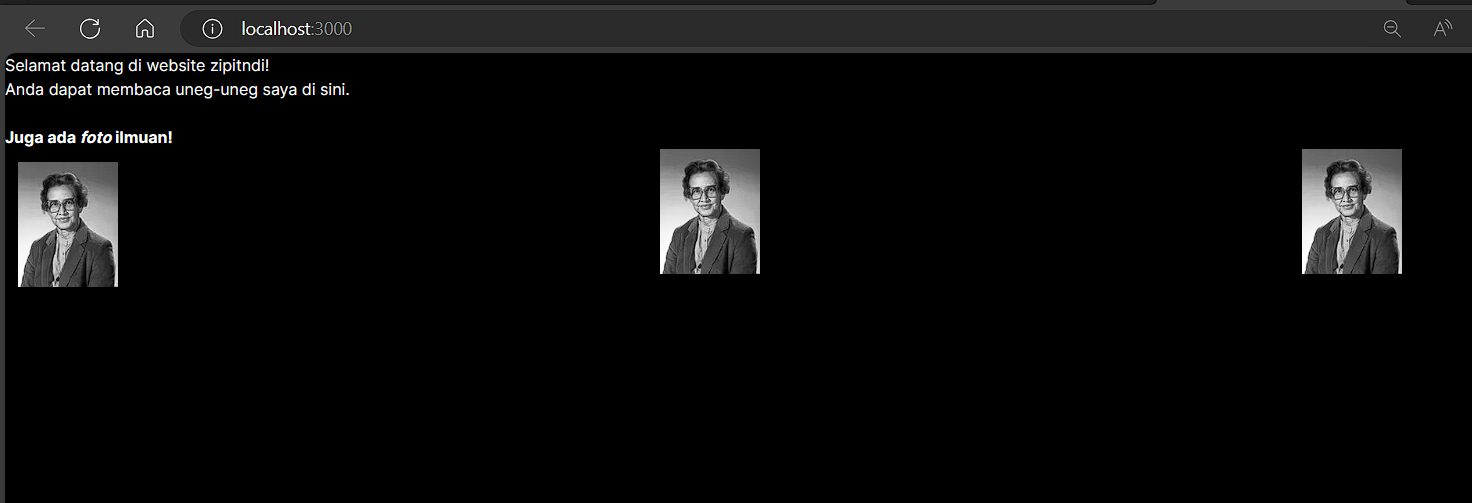 localhost:3000
Selamat datang di website zipitndi!
Anda dapat membaca uneg-uneg saya di sini.
Juga ada foto ilmuan!